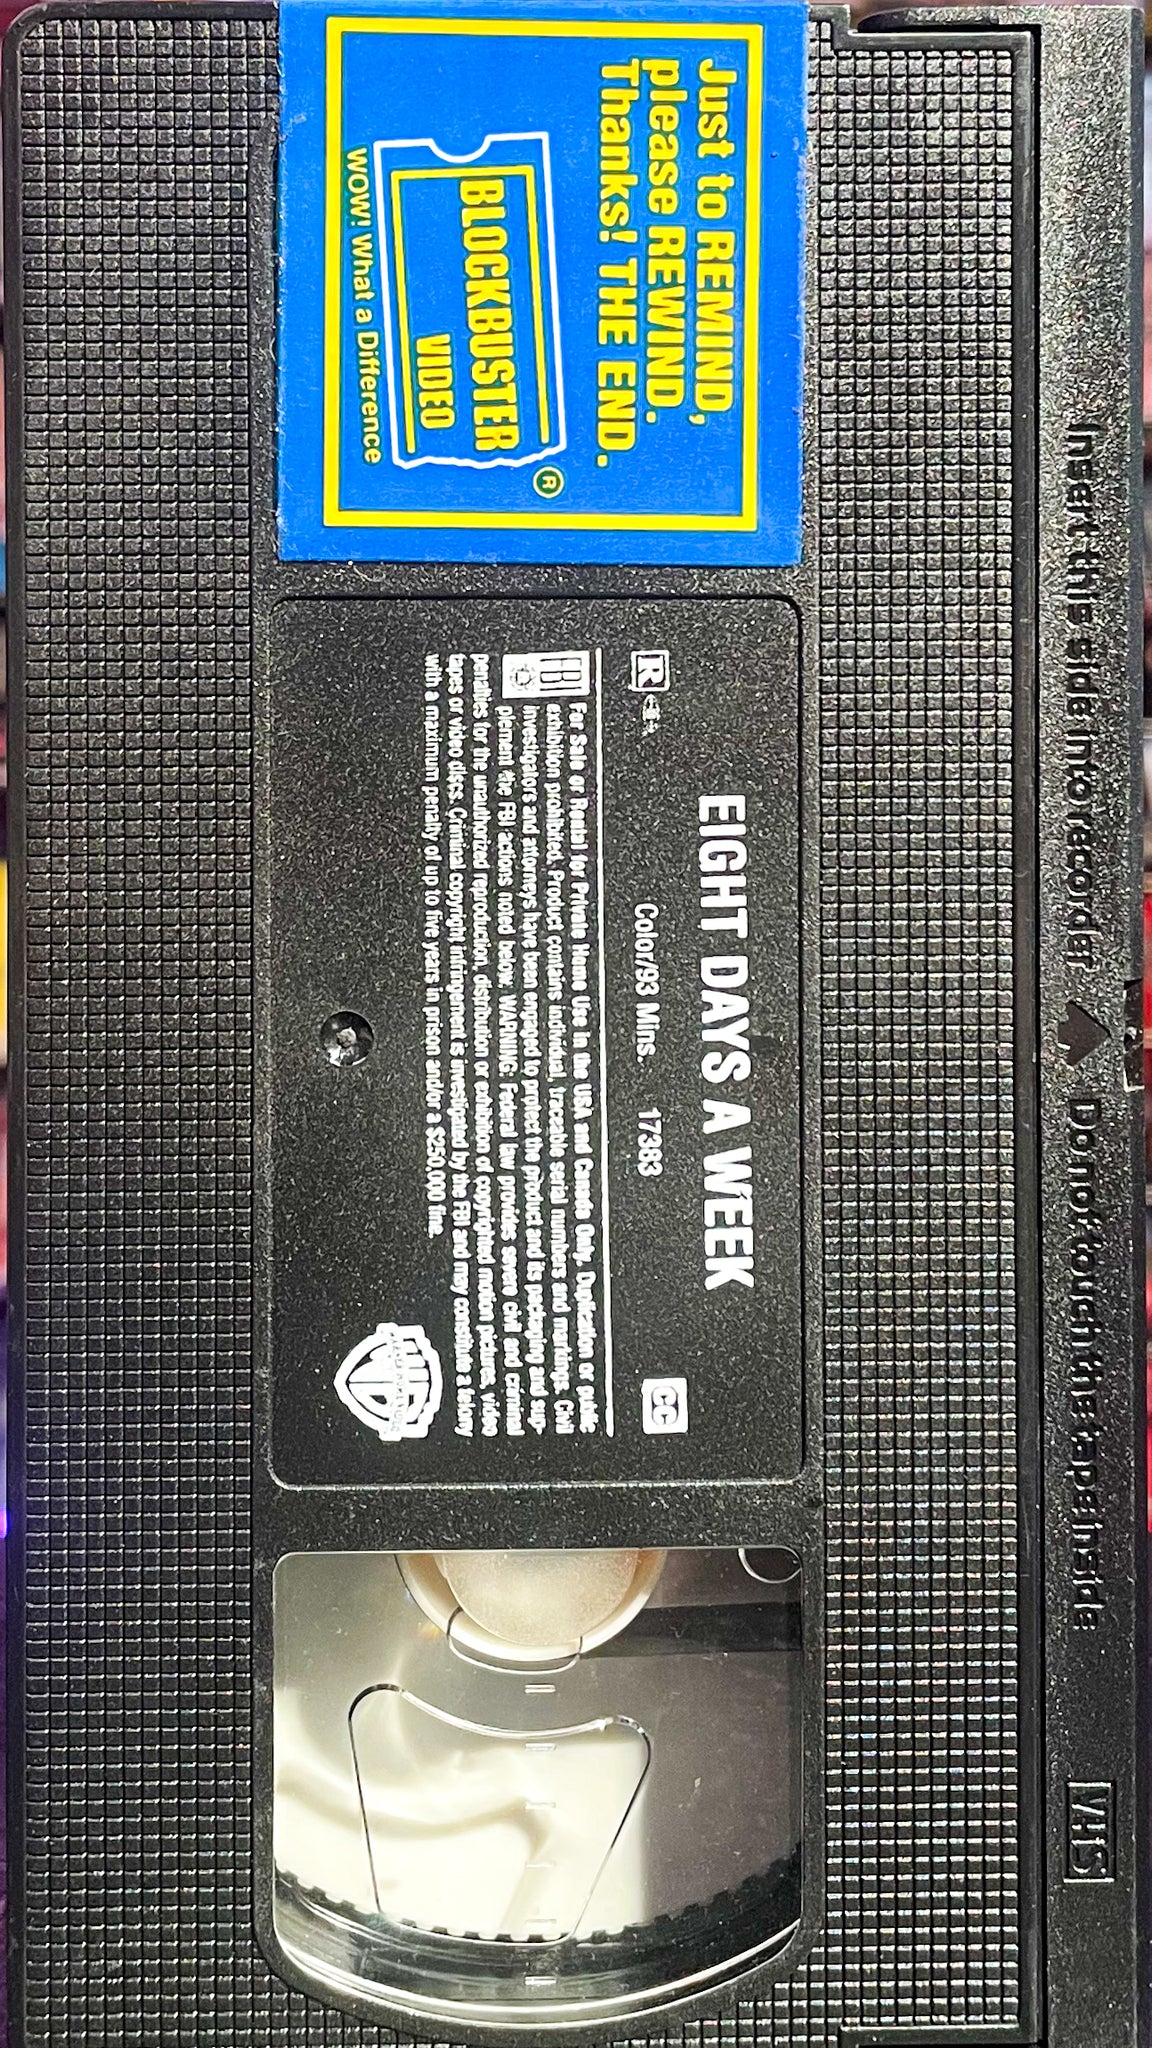 Just to REMIND,
please REWIND.
Thanks! THE END.
BLOCKBUSTER
VIDEO
®
WOW! What a Difference
EIGHT DAYS A WEEK
R
Color/93 Mins. 17383
CC
FBI
For Sale or Rental for Private Home Use in the USA and Canada Only. Duplication or public
exhibition prohibited. Product contains individual, traceable serial numbers and markings. Civil
investigators and attorneys have been engaged to protect the product and its packaging and sup-
plement the FBI actions noted below. WARNING: Federal law provides severe civil and criminal
penalties for the unauthorized reproduction, distribution or exhibition of copyrighted motion pictures, video
tapes or video discs. Criminal copyright infringement is investigated by the FBI and may constitute a felony
with a maximum penalty of up to five years in prison and/or a $250,000 fine.
WB
Insert this side into recorder ▲ Do not touch the tape inside
VHS